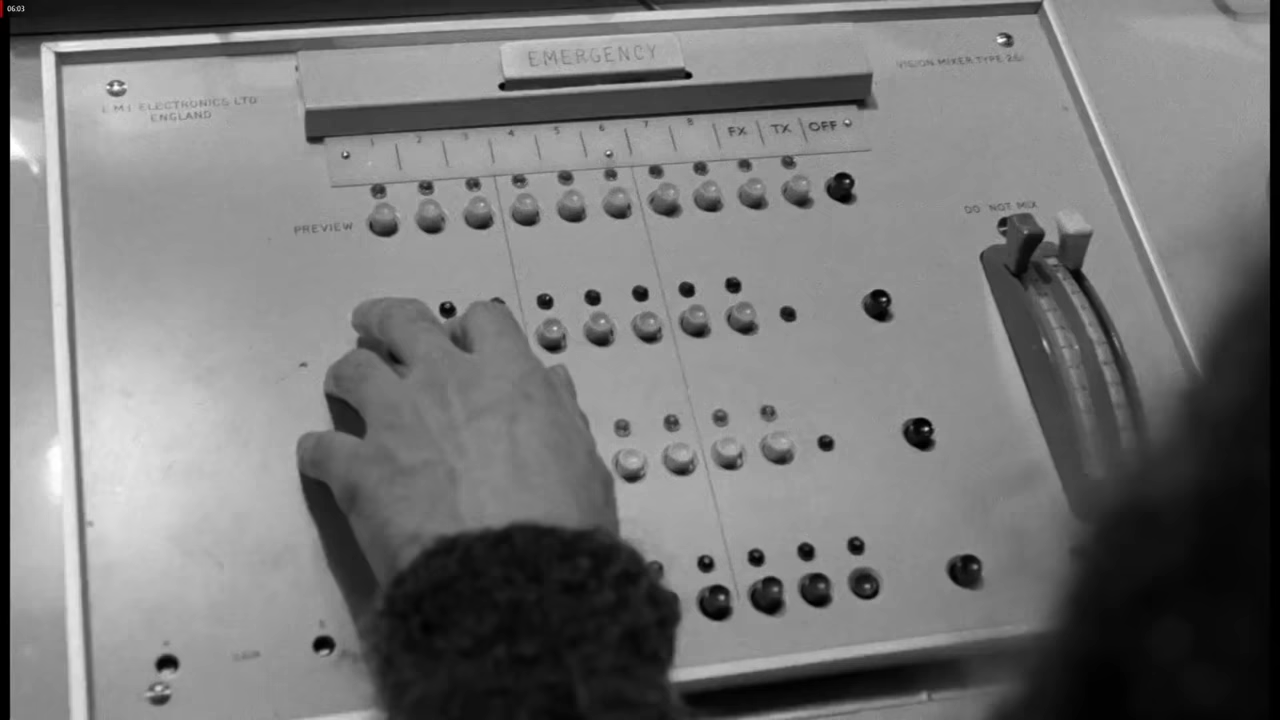 06:03
EMERGENCY
E.M.I ELECTRONICS LTD
ENGLAND
VISION MIXER TYPE
1 2 3 4 5 6 7 8 FX TX OFF
PREVIEW
DO NOT MIX